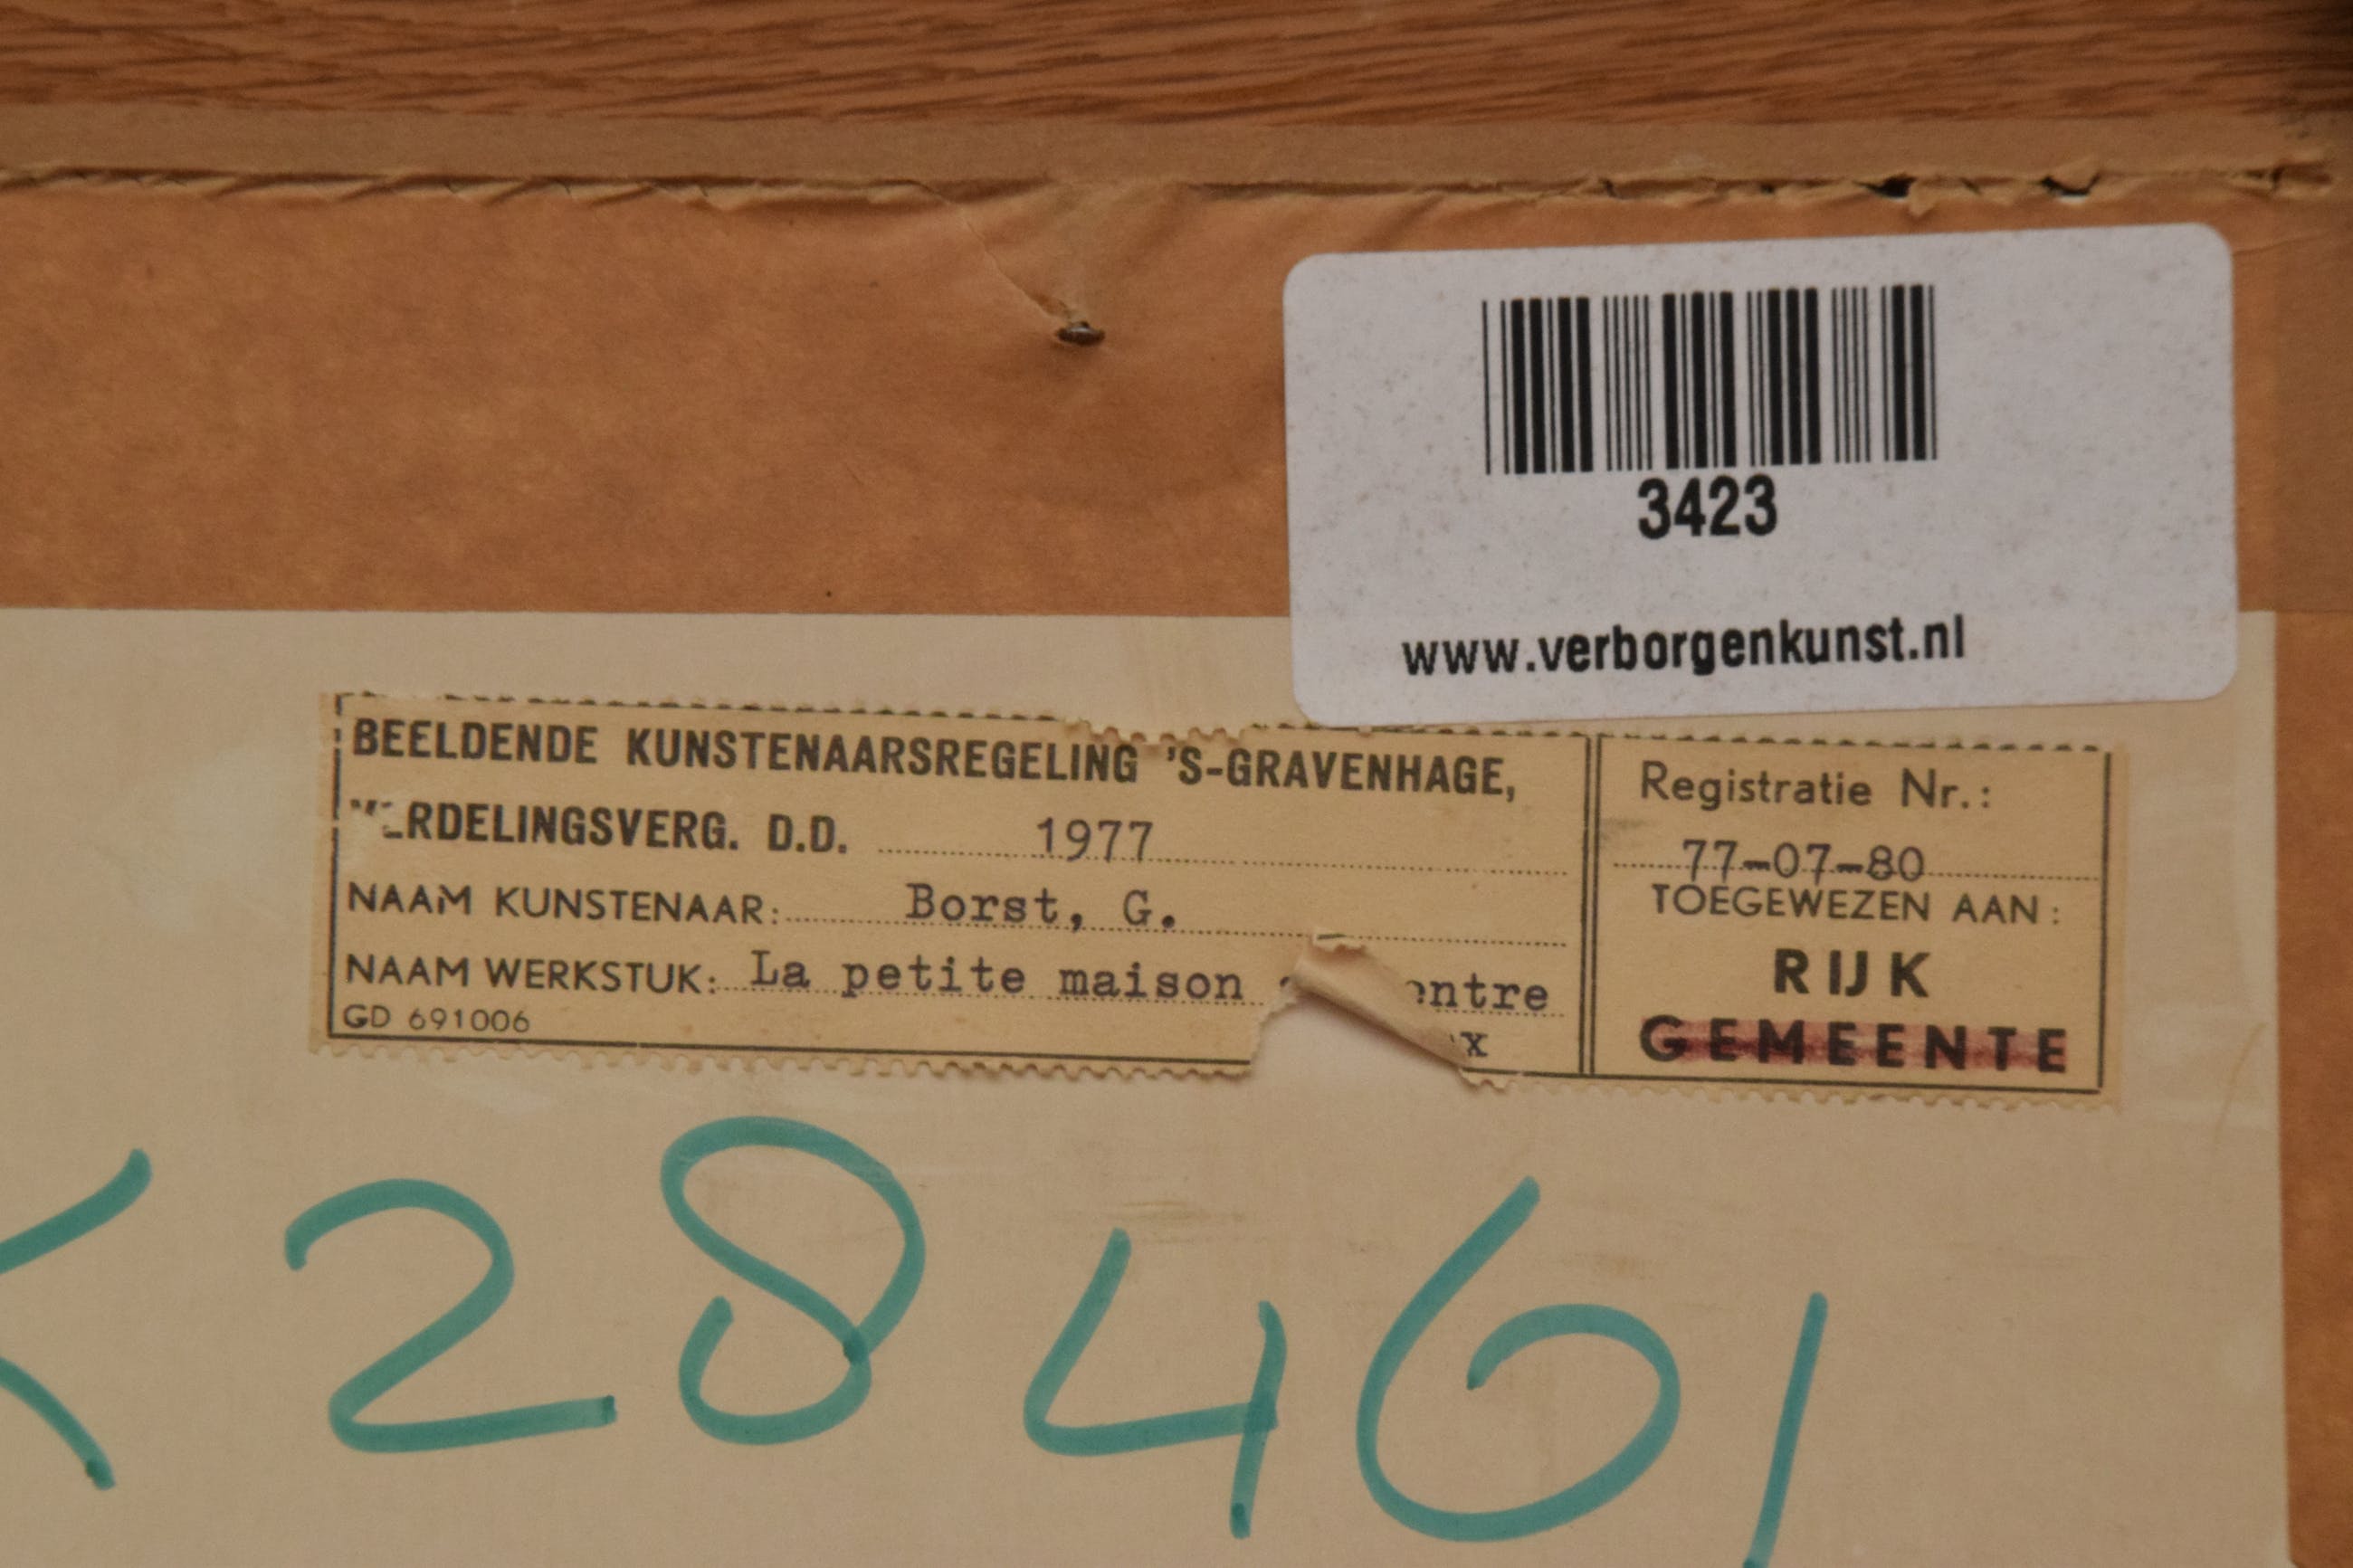 3423
www.verborgenkunst.nl
BEELDENDE KUNSTENAARSREGELING 'S-GRAVENHAGE,
VERDELINGSVERG. D.D. 1977
NAAM KUNSTENAAR: Borst, G.
NAAM WERKSTUK: La petite maison
GD 691006
Registratie Nr.:
77-07-80
TOEGEWEZEN AAN:
RIJK
GEMEENTE
K 28461